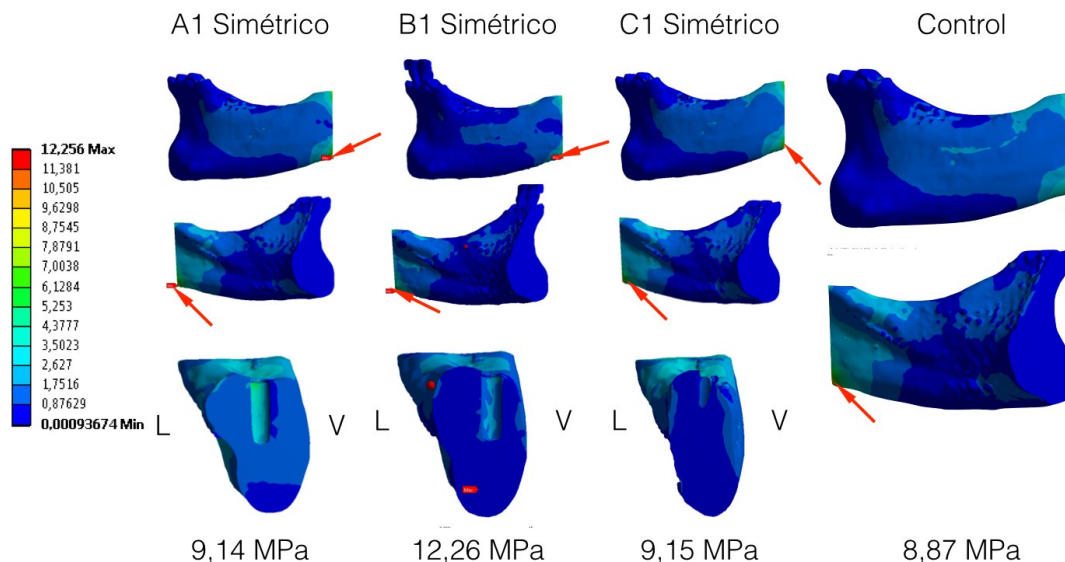 A1 Simétrico
B1 Simétrico
C1 Simétrico
Control
12,256 Max
11,381
10,505
9,6298
8,7545
7,8791
7,0038
6,1284
5,253
4,3777
3,5023
2,627
1,7516
0,87629
0,00093674 Min
L
V
L
V
L
V
9,14 MPa
12,26 MPa
9,15 MPa
8,87 MPa